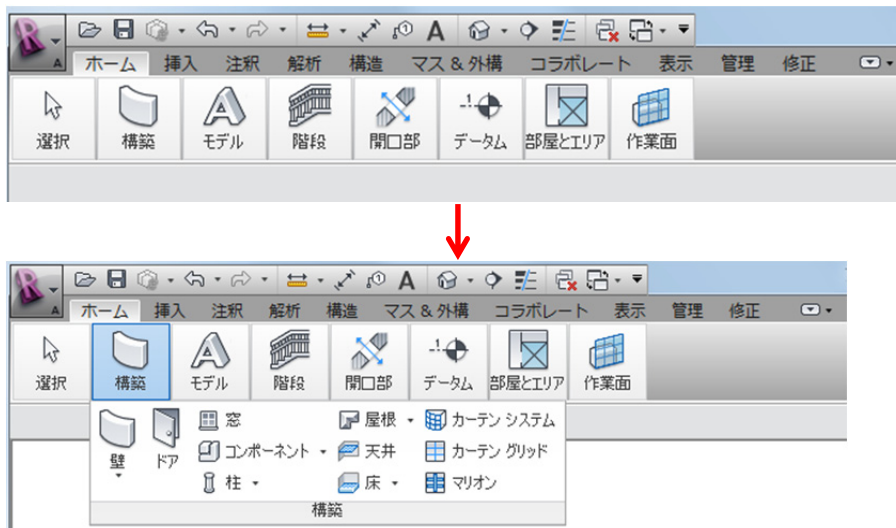 A
A
ホーム 挿入 注釈 解析 構造 マス & 外構 コラボレート 表示 管理 修正
選択 構築 モデル 階段 開口部 データム 部屋とエリア 作業面
A
A
ホーム 挿入 注釈 解析 構造 マス & 外構 コラボレート 表示 管理 修正
選択 構築 モデル 階段 開口部 データム 部屋とエリア 作業面
壁 ドア
窓 屋根 カーテン システム
コンポーネント 天井 カーテン グリッド
柱 床 マリオン
構築